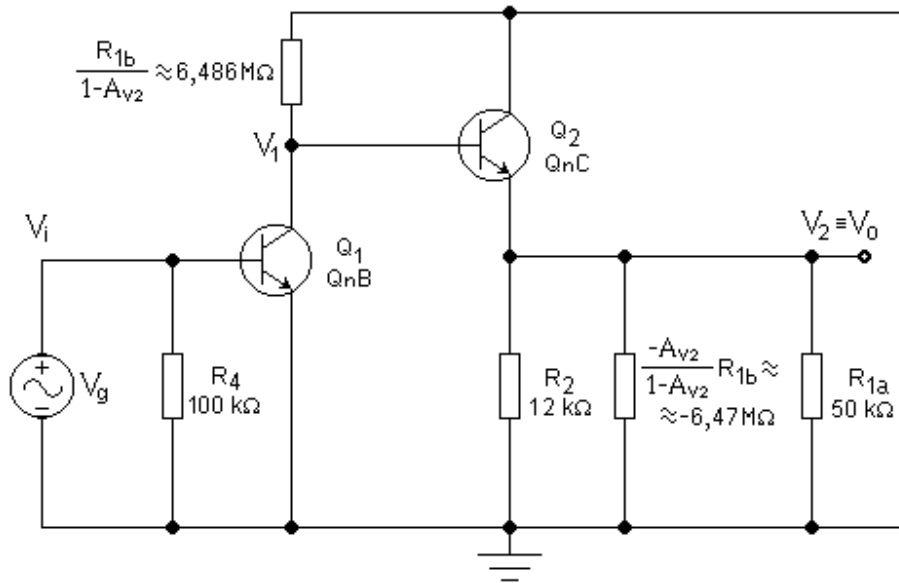 R1b
1-Av2
≈6,486MΩ
Q2
QnC
V1
Vi
V2≡Vo
Q1
QnB
+
-
Vg
R4
100 kΩ
R2
12 kΩ
-Av2
1-Av2
R1b≈
≈-6,47MΩ
R1a
50 kΩ